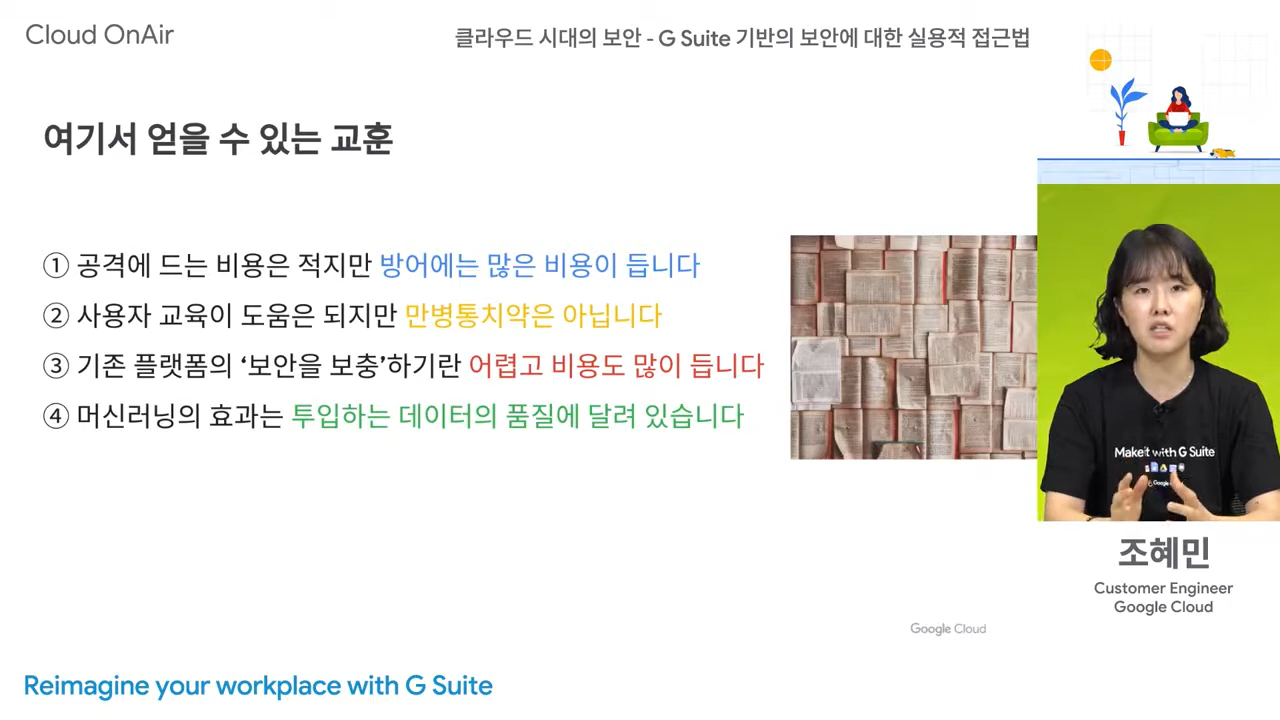 Cloud OnAir
클라우드 시대의 보안 - G Suite 기반의 보안에 대한 실용적 접근법
여기서 얻을 수 있는 교훈
① 공격에 드는 비용은 적지만 방어에는 많은 비용이 듭니다
② 사용자 교육이 도움은 되지만 만병통치약은 아닙니다
③ 기존 플랫폼의 ‘보안을 보충’하기란 어렵고 비용도 많이 듭니다
④ 머신러닝의 효과는 투입하는 데이터의 품질에 달려 있습니다
Make it with G Suite
조혜민
Customer Engineer
Google Cloud
Google Cloud
Reimagine your workplace with G Suite